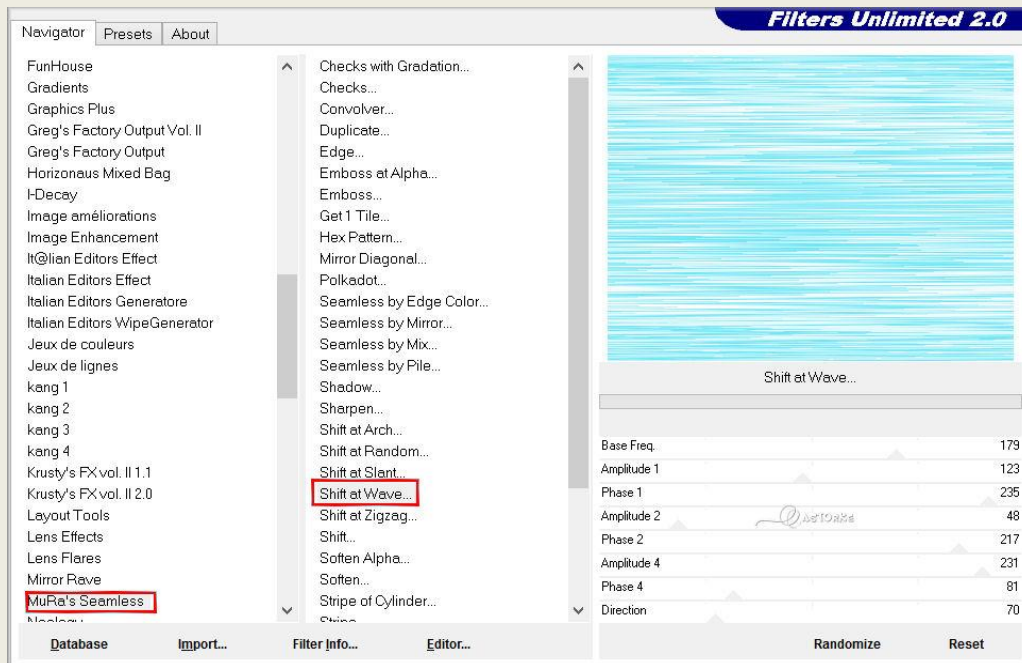 Filters Unlimited 2.0
Navigator Presets About
FunHouse
Gradients
Graphics Plus
Greg's Factory Output Vol. II
Greg's Factory Output
Horizonaus Mixed Bag
I-Decay
Image améliorations
Image Enhancement
It@lian Editors Effect
Italian Editors Effect
Italian Editors Generatore
Italian Editors WipeGenerator
Jeux de couleurs
Jeux de lignes
kang 1
kang 2
kang 3
kang 4
Krusty's FX vol. II 1.1
Krusty's FX vol. II 2.0
Layout Tools
Lens Effects
Lens Flares
Mirror Rave
MuRa's Seamless
Neology
Checks with Gradation...
Checks...
Convolver...
Duplicate...
Edge...
Emboss at Alpha...
Emboss...
Get 1 Tile...
Hex Pattern...
Mirror Diagonal...
Polkadot...
Seamless by Edge Color...
Seamless by Mirror...
Seamless by Mix...
Seamless by Pile...
Shadow...
Sharpen...
Shift at Arch...
Shift at Random...
Shift at Slant...
Shift at Wave...
Shift at Zigzag...
Shift...
Soften Alpha...
Soften...
Stripe of Cylinder...
Stripe...
Shift at Wave...
Base Freq. 179
Amplitude 1 123
Phase 1 235
Amplitude 2 48
Phase 2 217
Amplitude 4 231
Phase 4 81
Direction 70
Database Import... Filter Info... Editor... Randomize Reset